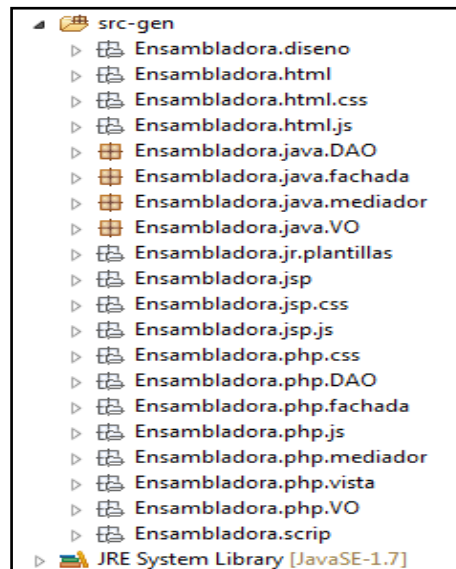 src-gen
Ensambladora.diseno
Ensambladora.html
Ensambladora.html.css
Ensambladora.html.js
Ensambladora.java.DAO
Ensambladora.java.fachada
Ensambladora.java.mediador
Ensambladora.java.VO
Ensambladora.jr.plantillas
Ensambladora.jsp
Ensambladora.jsp.css
Ensambladora.jsp.js
Ensambladora.php.css
Ensambladora.php.DAO
Ensambladora.php.fachada
Ensambladora.php.js
Ensambladora.php.mediador
Ensambladora.php.vista
Ensambladora.php.VO
Ensambladora.scrip
JRE System Library [JavaSE-1.7]